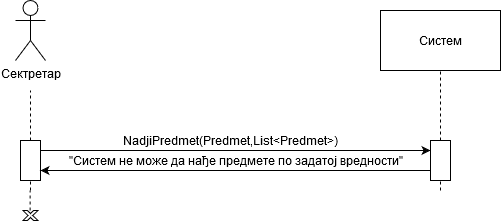 Систем
Сектретар
NadjiPredmet(Predmet,List<Predmet>)
"Систем не може да нађе предмете по задатој вредности"